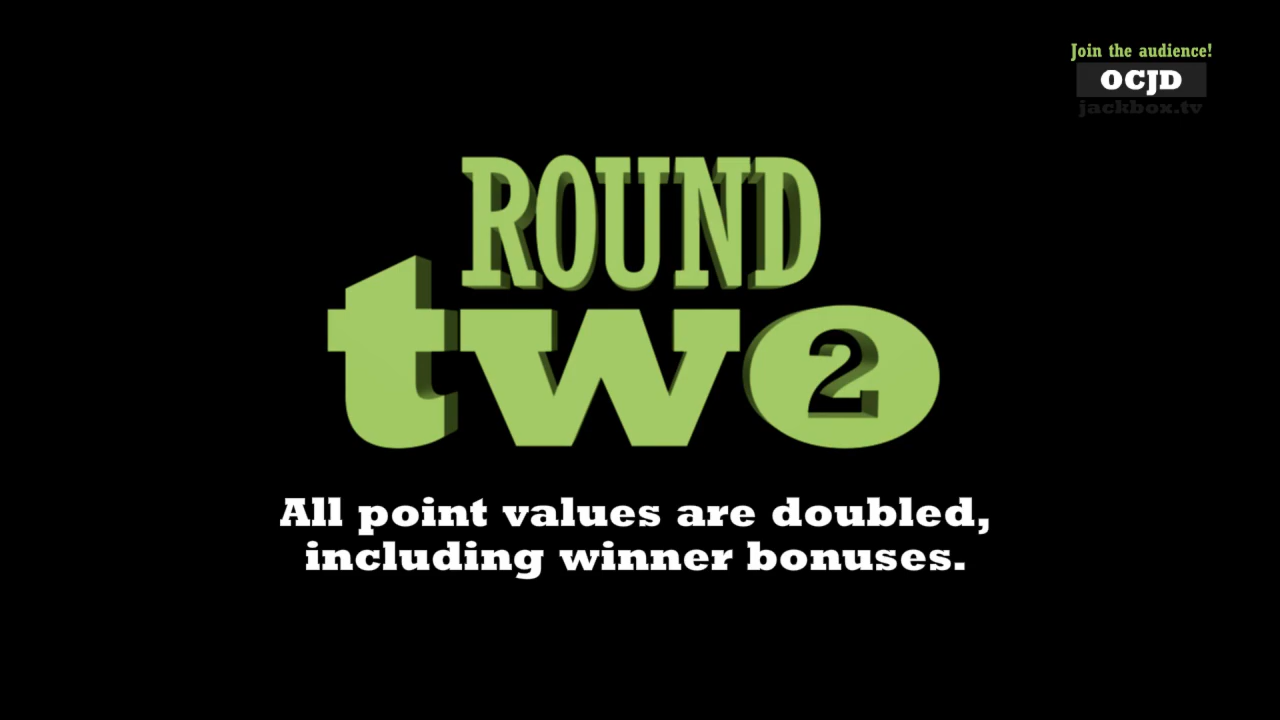 Join the audience!
OCJD
jackbox.tv
ROUND
two
2
All point values are doubled,
including winner bonuses.